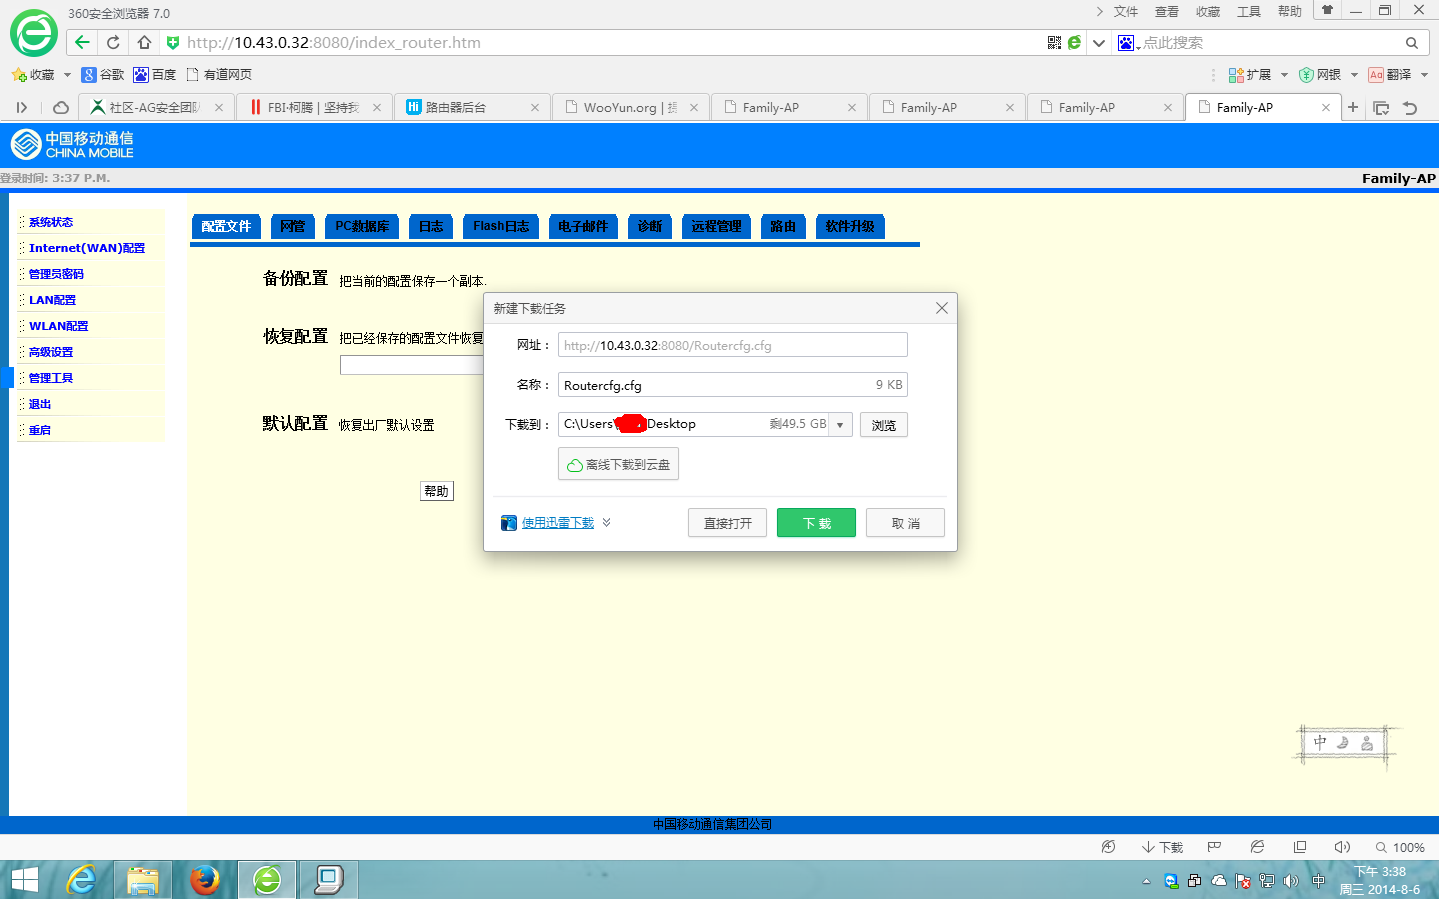 360安全浏览器 7.0
文件 查看 收藏 工具 帮助
http://10.43.0.32:8080/index_router.htm
点此搜索
收藏 谷歌 百度 有道网页
扩展 网银 翻译
社区-AG安全团队 FBI-柯腾 | 坚持我 路由器后台 WooYun.org | 提 Family-AP Family-AP Family-AP Family-AP
中国移动通信
CHINA MOBILE
登录时间: 3:37 P.M.
Family-AP
系统状态
Internet(WAN)配置
管理员密码
LAN配置
WLAN配置
高级设置
管理工具
退出
重启
配置文件 网管 PC数据库 日志 Flash日志 电子邮件 诊断 远程管理 路由 软件升级
备份配置 把当前的配置保存一个副本.
恢复配置 把已经保存的配置文件恢复
默认配置 恢复出厂默认设置
帮助
新建下载任务
网址: http://10.43.0.32:8080/Routercfg.cfg
名称: Routercfg.cfg 9 KB
下载到: C:\Users\ Desktop 剩49.5 GB 浏览
离线下载到云盘
使用迅雷下载 直接打开 下载 取消
中
中国移动通信集团公司
下载 100%
中
下午 3:38
周三 2014-8-6